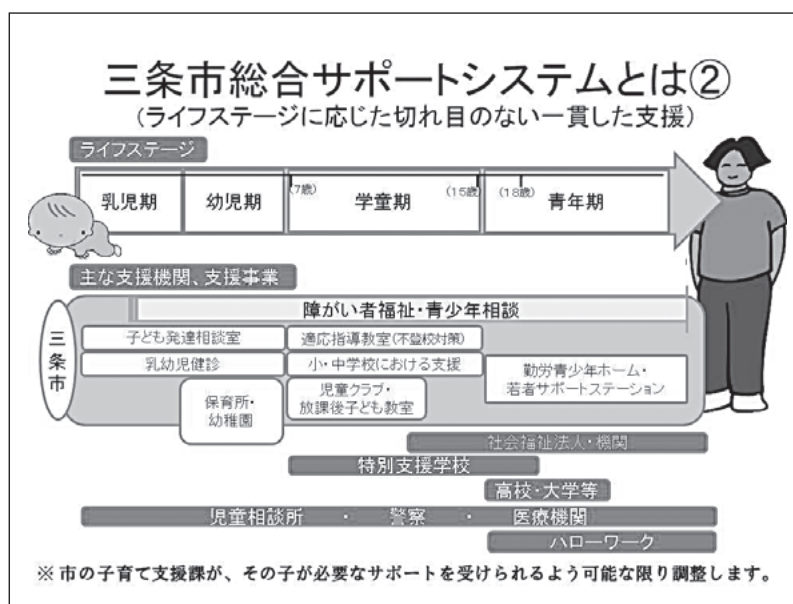 三条市総合サポートシステムとは②
(ライフステージに応じた切れ目のない一貫した支援)
ライフステージ
乳児期
幼児期
(7歳)
学童期
(15歳)
(18歳)
青年期
主な支援機関、支援事業
三条市
障がい者福祉・青少年相談
子ども発達相談室
適応指導教室(不登校対策)
乳幼児健診
小・中学校における支援
勤労青少年ホーム・
若者サポートステーション
保育所・
幼稚園
児童クラブ・
放課後子ども教室
社会福祉法人・機関
特別支援学校
高校・大学等
児童相談所 ・ 警察 ・ 医療機関
ハローワーク
※市の子育て支援課が、その子が必要なサポートを受けられるよう可能な限り調整します。